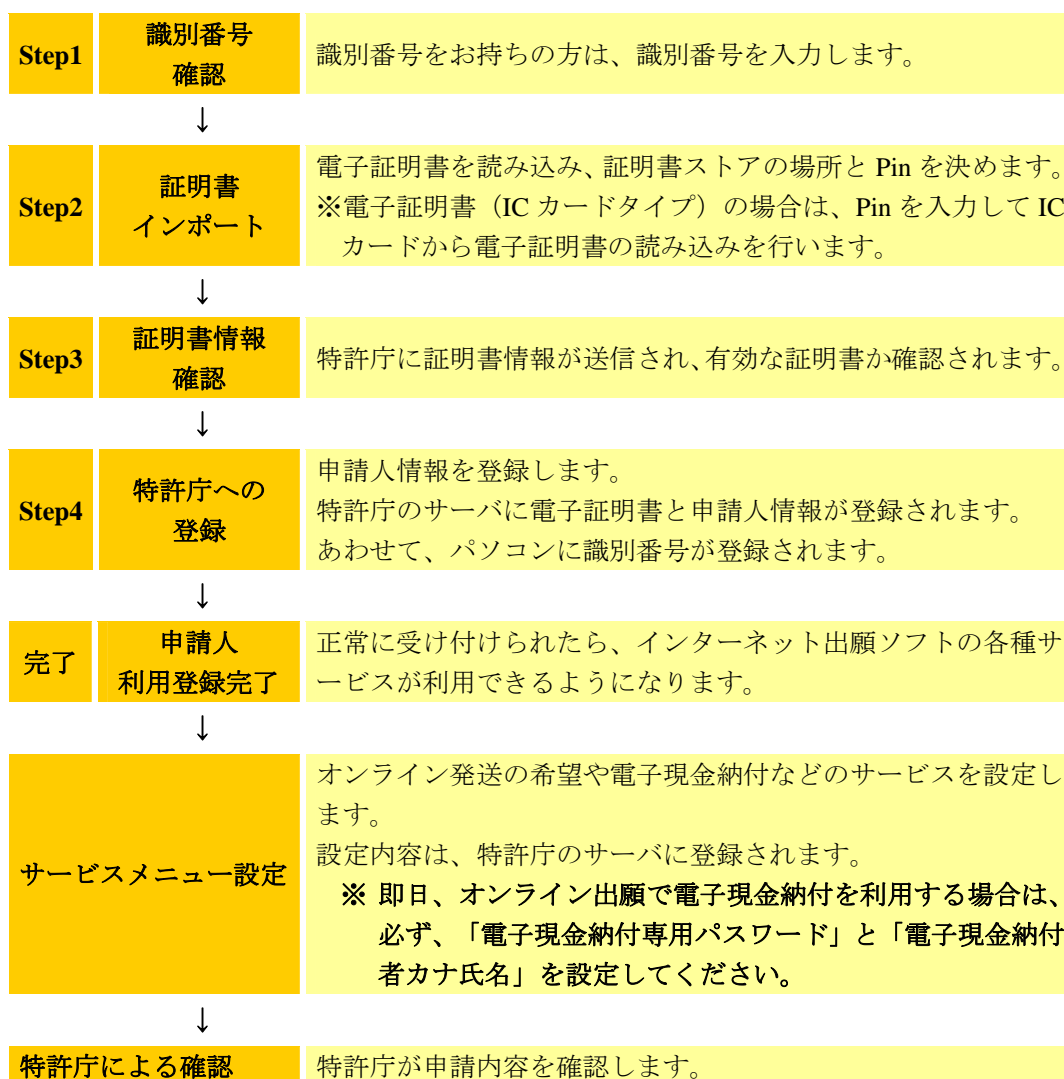 Step1
識別番号
確認
識別番号をお持ちの方は、識別番号を入力します。
↓
Step2
証明書
インポート
電子証明書を読み込み、証明書ストアの場所と Pin を決めます。
※電子証明書（IC カードタイプ）の場合は、Pin を入力して IC
カードから電子証明書の読み込みを行います。
↓
Step3
証明書情報
確認
特許庁に証明書情報が送信され、有効な証明書か確認されます。
↓
Step4
特許庁への
登録
申請人情報を登録します。
特許庁のサーバに電子証明書と申請人情報が登録されます。
あわせて、パソコンに識別番号が登録されます。
↓
完了
申請人
利用登録完了
正常に受け付けられたら、インターネット出願ソフトの各種サ
ービスが利用できるようになります。
↓
サービスメニュー設定
オンライン発送の希望や電子現金納付などのサービスを設定し
ます。
設定内容は、特許庁のサーバに登録されます。
※ 即日、オンライン出願で電子現金納付を利用する場合は、
必ず、「電子現金納付専用パスワード」と「電子現金納付
者カナ氏名」を設定してください。
↓
特許庁による確認
特許庁が申請内容を確認します。